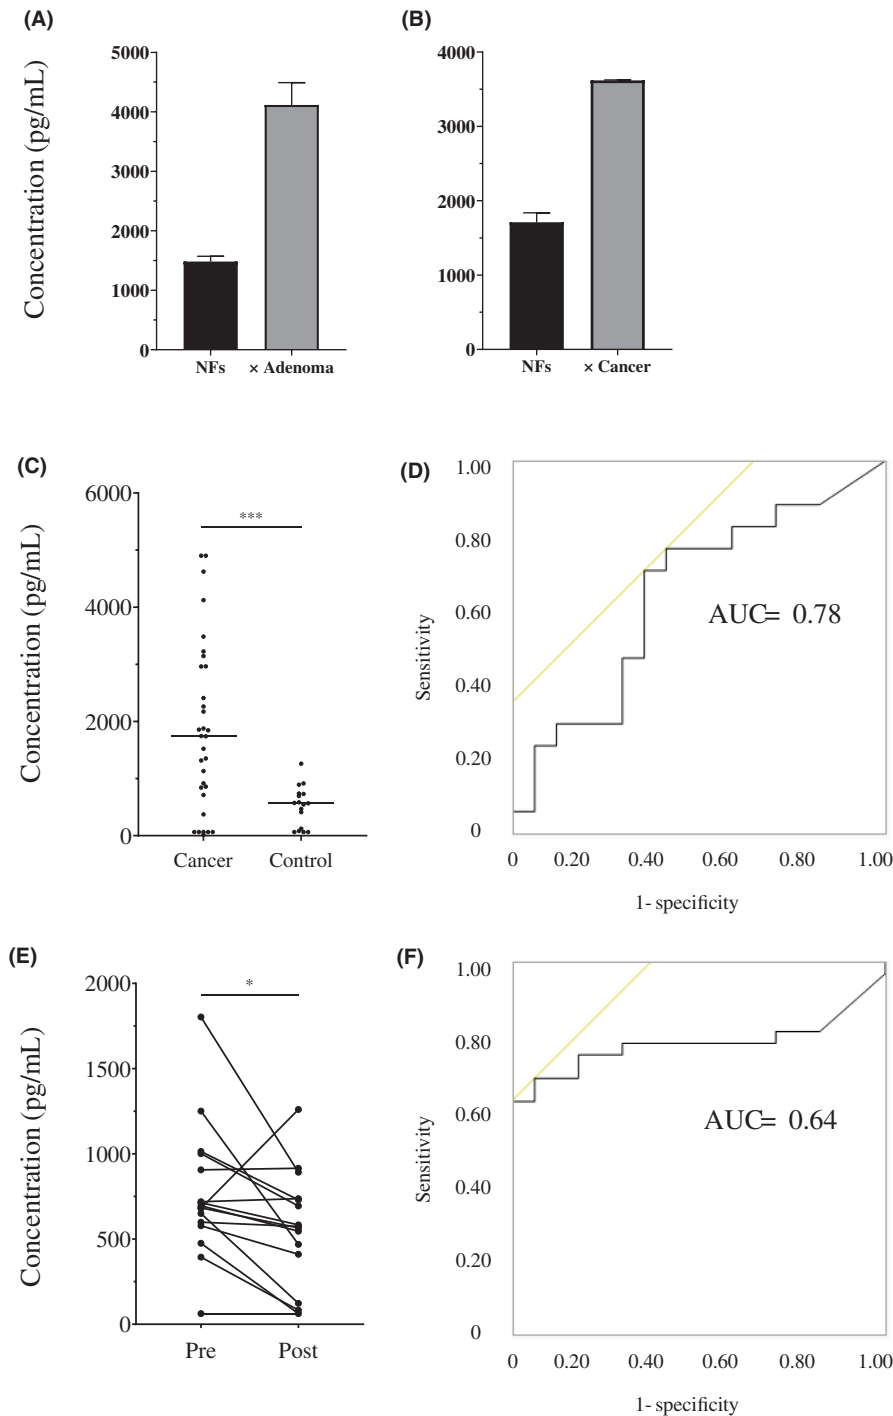 (A)
Concentration (pg/mL)
5000
4000
3000
2000
1000
0
NFs
× Adenoma
(B)
4000
3000
2000
1000
0
NFs
× Cancer
(C)
Concentration (pg/mL)
6000
4000
2000
0
***
Cancer
Control
(D)
Sensitivity
1.00
0.80
0.60
0.40
0.20
0
AUC= 0.78
0 0.20 0.40 0.60 0.80 1.00
1- specificity
(E)
Concentration (pg/mL)
2000
1500
1000
500
0
*
Pre
Post
(F)
Sensitivity
1.00
0.80
0.60
0.40
0.20
0
AUC= 0.64
0 0.20 0.40 0.60 0.80 1.00
1- specificity